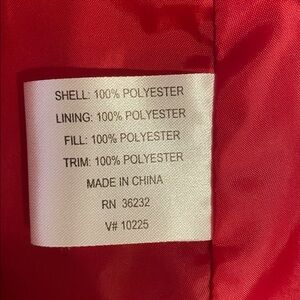 SHELL: 100% POLYESTER
LINING: 100% POLYESTER
FILL: 100% POLYESTER
TRIM: 100% POLYESTER
MADE IN CHINA
RN 36232
V# 10225